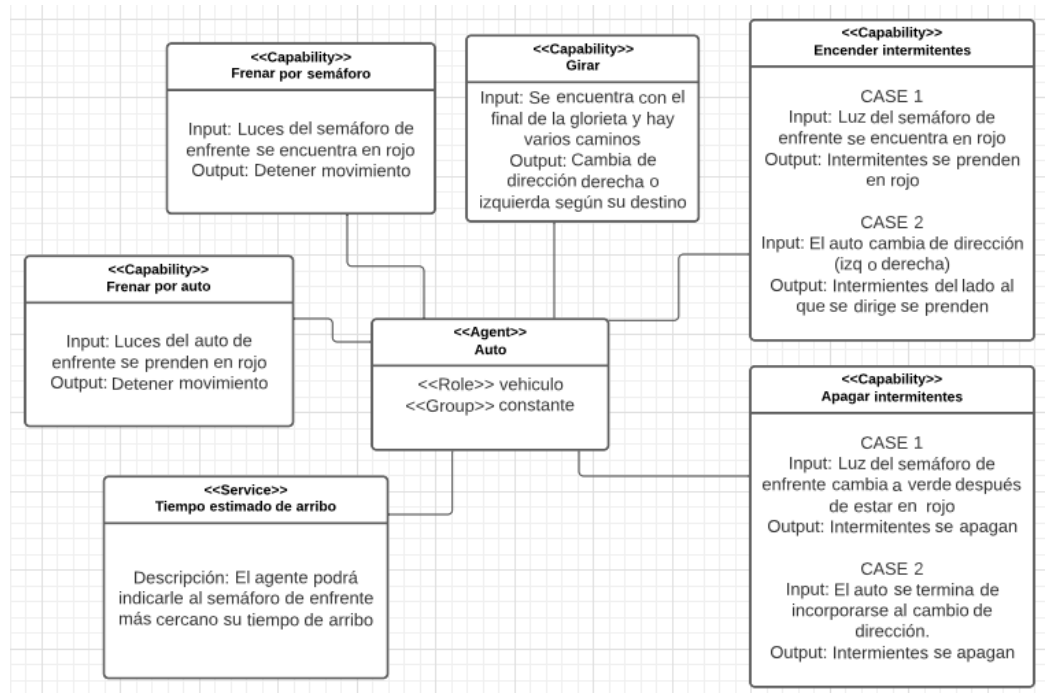 <<Capability>>
Frenar por semáforo
Input: Luces del semáforo de
enfrente se encuentra en rojo
Output: Detener movimiento
<<Capability>>
Girar
Input: Se encuentra con el
final de la glorieta y hay
varios caminos
Output: Cambia de
dirección derecha o
izquierda según su destino
<<Capability>>
Encender intermitentes
CASE 1
Input: Luz del semáforo de
enfrente se encuentra en rojo
Output: Intermitentes se prenden
en rojo
CASE 2
Input: El auto cambia de dirección
(izq o derecha)
Output: Intermientes del lado al
que se dirige se prenden
<<Capability>>
Frenar por auto
Input: Luces del auto de
enfrente se prenden en rojo
Output: Detener movimiento
<<Agent>>
Auto
<<Role>> vehiculo
<<Group>> constante
<<Capability>>
Apagar intermitentes
CASE 1
Input: Luz del semáforo de
enfrente cambia a verde después
de estar en rojo
Output: Intermitentes se apagan
CASE 2
Input: El auto se termina de
incorporarse al cambio de
dirección.
Output: Intermientes se apagan
<<Service>>
Tiempo estimado de arribo
Descripción: El agente podrá
indicarle al semáforo de enfrente
más cercano su tiempo de arribo